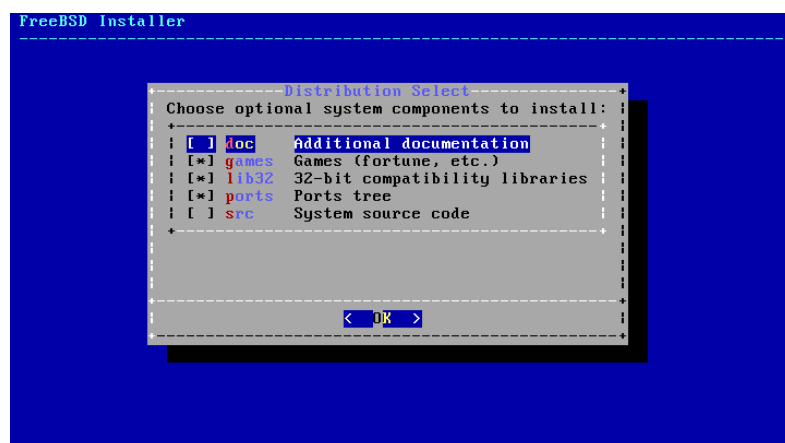 FreeBSD Installer
Distribution Select
Choose optional system components to install:
[ ] doc Additional documentation
[*] games Games (fortune, etc.)
[*] lib32 32-bit compatibility libraries
[*] ports Ports tree
[ ] src System source code
< OK >